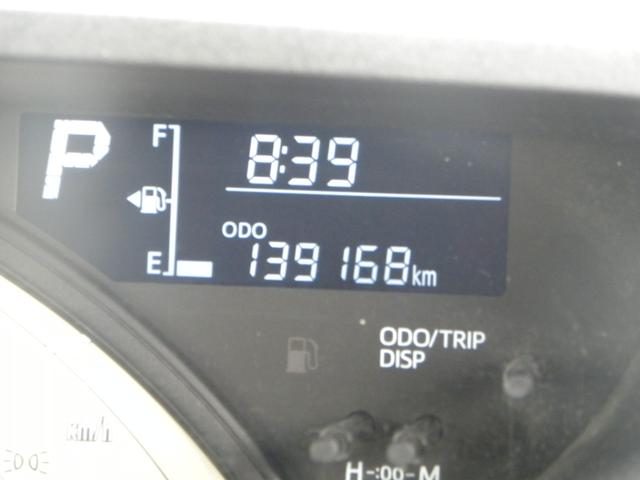 P
F
8:39
ODO
E
139168km
ODO/TRIP
DISP
km/h
H-:00-M